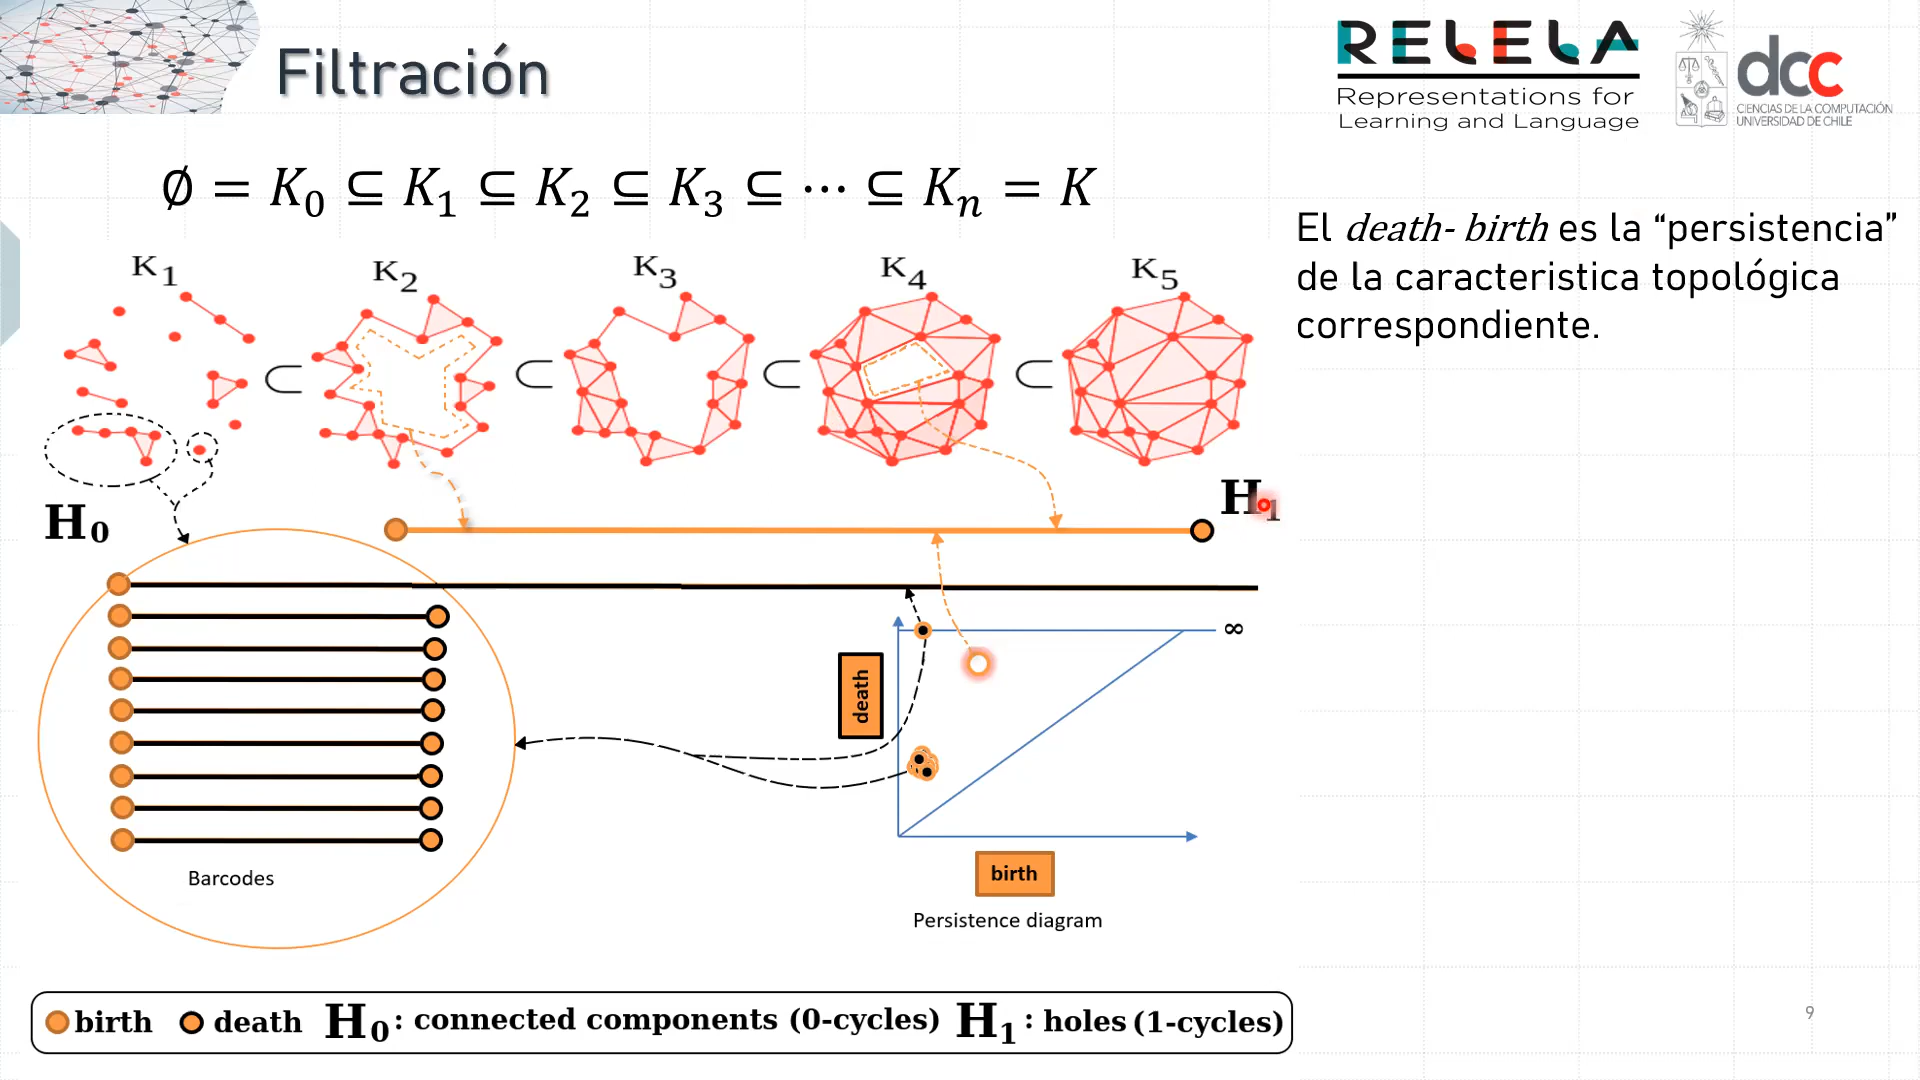 Filtración
RELELA
Representations for
Learning and Language
dcc
CIENCIAS DE LA COMPUTACIÓN
UNIVERSIDAD DE CHILE
∅ = K₀ ⊆ K₁ ⊆ K₂ ⊆ K₃ ⊆ ⋯ ⊆ Kₙ = K
El death- birth es la “persistencia”
de la caracteristica topológica
correspondiente.
K₁ K₂ K₃ K₄ K₅
⊂ ⊂ ⊂ ⊂
H₀
H₁
∞
death
birth
Barcodes
Persistence diagram
birth death H₀: connected components (0-cycles) H₁: holes (1-cycles)
9